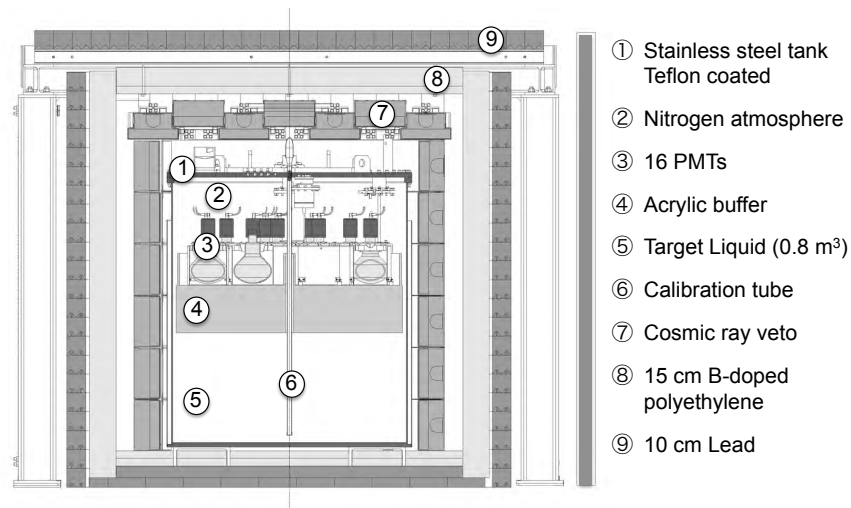 ⑨
⑧
⑦
①
②
③
④
⑥
⑤
① Stainless steel tank
Teflon coated
② Nitrogen atmosphere
③ 16 PMTs
④ Acrylic buffer
⑤ Target Liquid (0.8 m³)
⑥ Calibration tube
⑦ Cosmic ray veto
⑧ 15 cm B-doped
polyethylene
⑨ 10 cm Lead